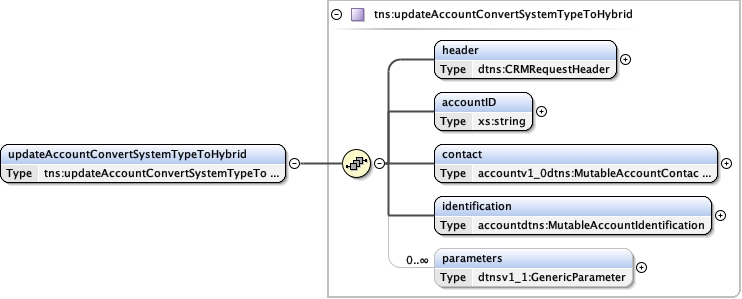 tns:updateAccountConvertSystemTypeToHybrid
header
Type dtns:CRMRequestHeader
accountID
Type xs:string
updateAccountConvertSystemTypeToHybrid
Type tns:updateAccountConvertSystemTypeTo ...
contact
Type accountv1_0dtns:MutableAccountContac ...
identification
Type accountdtns:MutableAccountIdentification
0..∞
parameters
Type dtnsv1_1:GenericParameter